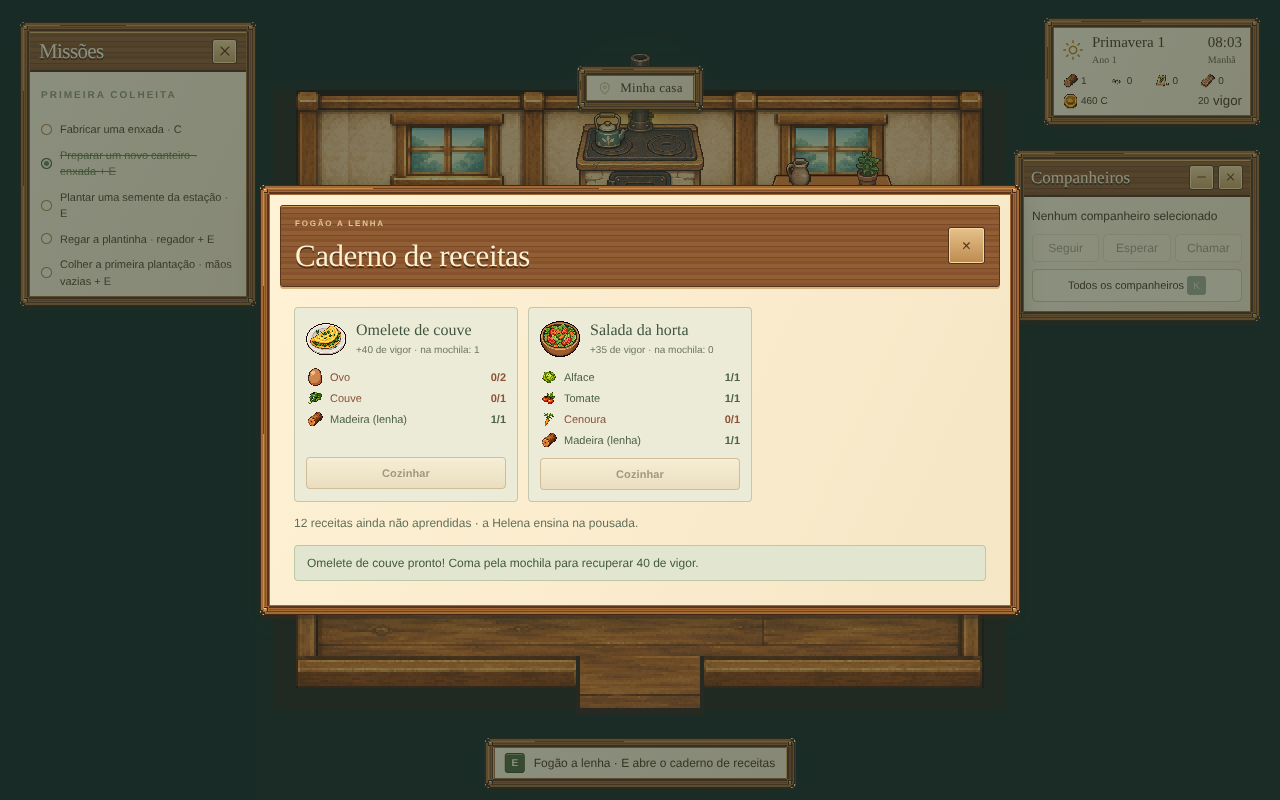 Missões
PRIMEIRA COLHEITA
Fabricar uma enxada · C
Preparar um novo canteiro ·
enxada + E
Plantar uma semente da estação ·
E
Regar a plantinha · regador + E
Colher a primeira plantação · mãos
vazias + E
Minha casa
Primavera 1
08:03
Ano 1
Manhã
1
0
0
0
460 C
20 vigor
Companheiros
Nenhum companheiro selecionado
Seguir
Esperar
Chamar
Todos os companheiros K
FOGÃO A LENHA
Caderno de receitas
Omelete de couve
+40 de vigor · na mochila: 1
Ovo 0/2
Couve 0/1
Madeira (lenha) 1/1
Cozinhar
Salada da horta
+35 de vigor · na mochila: 0
Alface 1/1
Tomate 1/1
Cenoura 0/1
Madeira (lenha) 1/1
Cozinhar
12 receitas ainda não aprendidas · a Helena ensina na pousada.
Omelete de couve pronto! Coma pela mochila para recuperar 40 de vigor.
E Fogão a lenha · E abre o caderno de receitas